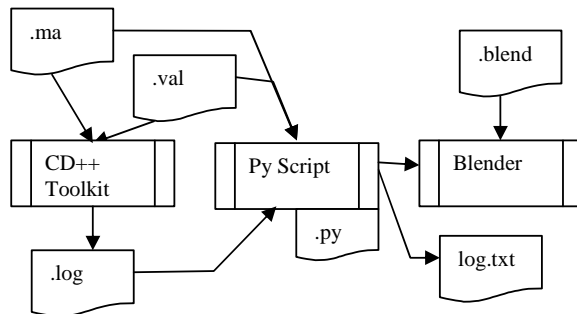 .ma
.val
.blend
CD++
Toolkit
Py Script
Blender
.py
.log
log.txt